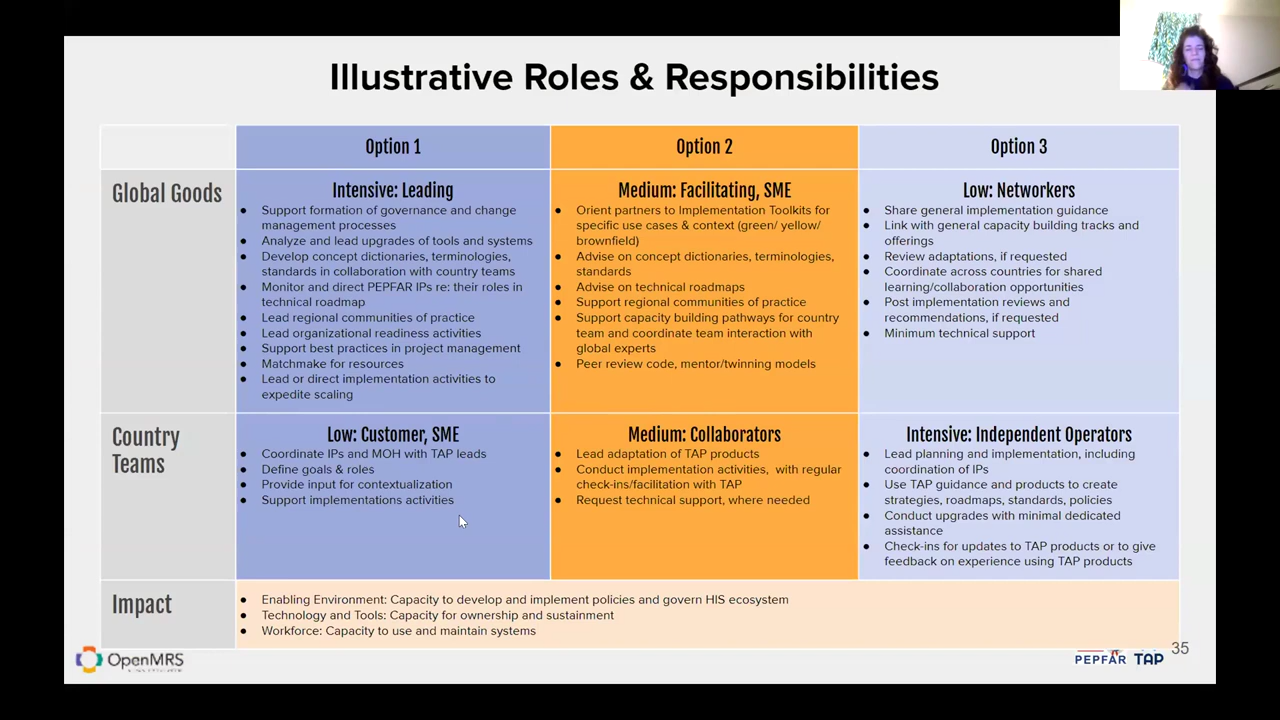 Illustrative Roles & Responsibilities
Option 1
Option 2
Option 3
Global Goods
Intensive: Leading
● Support formation of governance and change
management processes
● Analyze and lead upgrades of tools and systems
● Develop concept dictionaries, terminologies,
standards in collaboration with country teams
● Monitor and direct PEPFAR IPs re: their roles in
technical roadmap
● Lead regional communities of practice
● Lead organizational readiness activities
● Support best practices in project management
● Matchmake for resources
● Lead or direct implementation activities to
expedite scaling
Medium: Facilitating, SME
● Orient partners to Implementation Toolkits for
specific use cases & context (green/ yellow/
brownfield)
● Advise on concept dictionaries, terminologies,
standards
● Advise on technical roadmaps
● Support regional communities of practice
● Support capacity building pathways for country
team and coordinate team interaction with
global experts
● Peer review code, mentor/twinning models
Low: Networkers
● Share general implementation guidance
● Link with general capacity building tracks and
offerings
● Review adaptations, if requested
● Coordinate across countries for shared
learning/collaboration opportunities
● Post implementation reviews and
recommendations, if requested
● Minimum technical support
Country
Teams
Low: Customer, SME
● Coordinate IPs and MOH with TAP leads
● Define goals & roles
● Provide input for contextualization
● Support implementations activities
Medium: Collaborators
● Lead adaptation of TAP products
● Conduct implementation activities, with regular
check-ins/facilitation with TAP
● Request technical support, where needed
Intensive: Independent Operators
● Lead planning and implementation, including
coordination of IPs
● Use TAP guidance and products to create
strategies, roadmaps, standards, policies
● Conduct upgrades with minimal dedicated
assistance
● Check-ins for updates to TAP products or to give
feedback on experience using TAP products
Impact
● Enabling Environment: Capacity to develop and implement policies and govern HIS ecosystem
● Technology and Tools: Capacity for ownership and sustainment
● Workforce: Capacity to use and maintain systems
OpenMRS
PEPFAR TAP
35